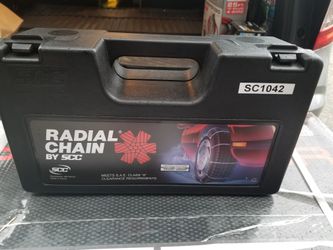 SC1042
RADIAL®
CHAIN
BY SCC
SCC
MEETS S.A.E. CLASS "S"
CLEARANCE REQUIREMENTS